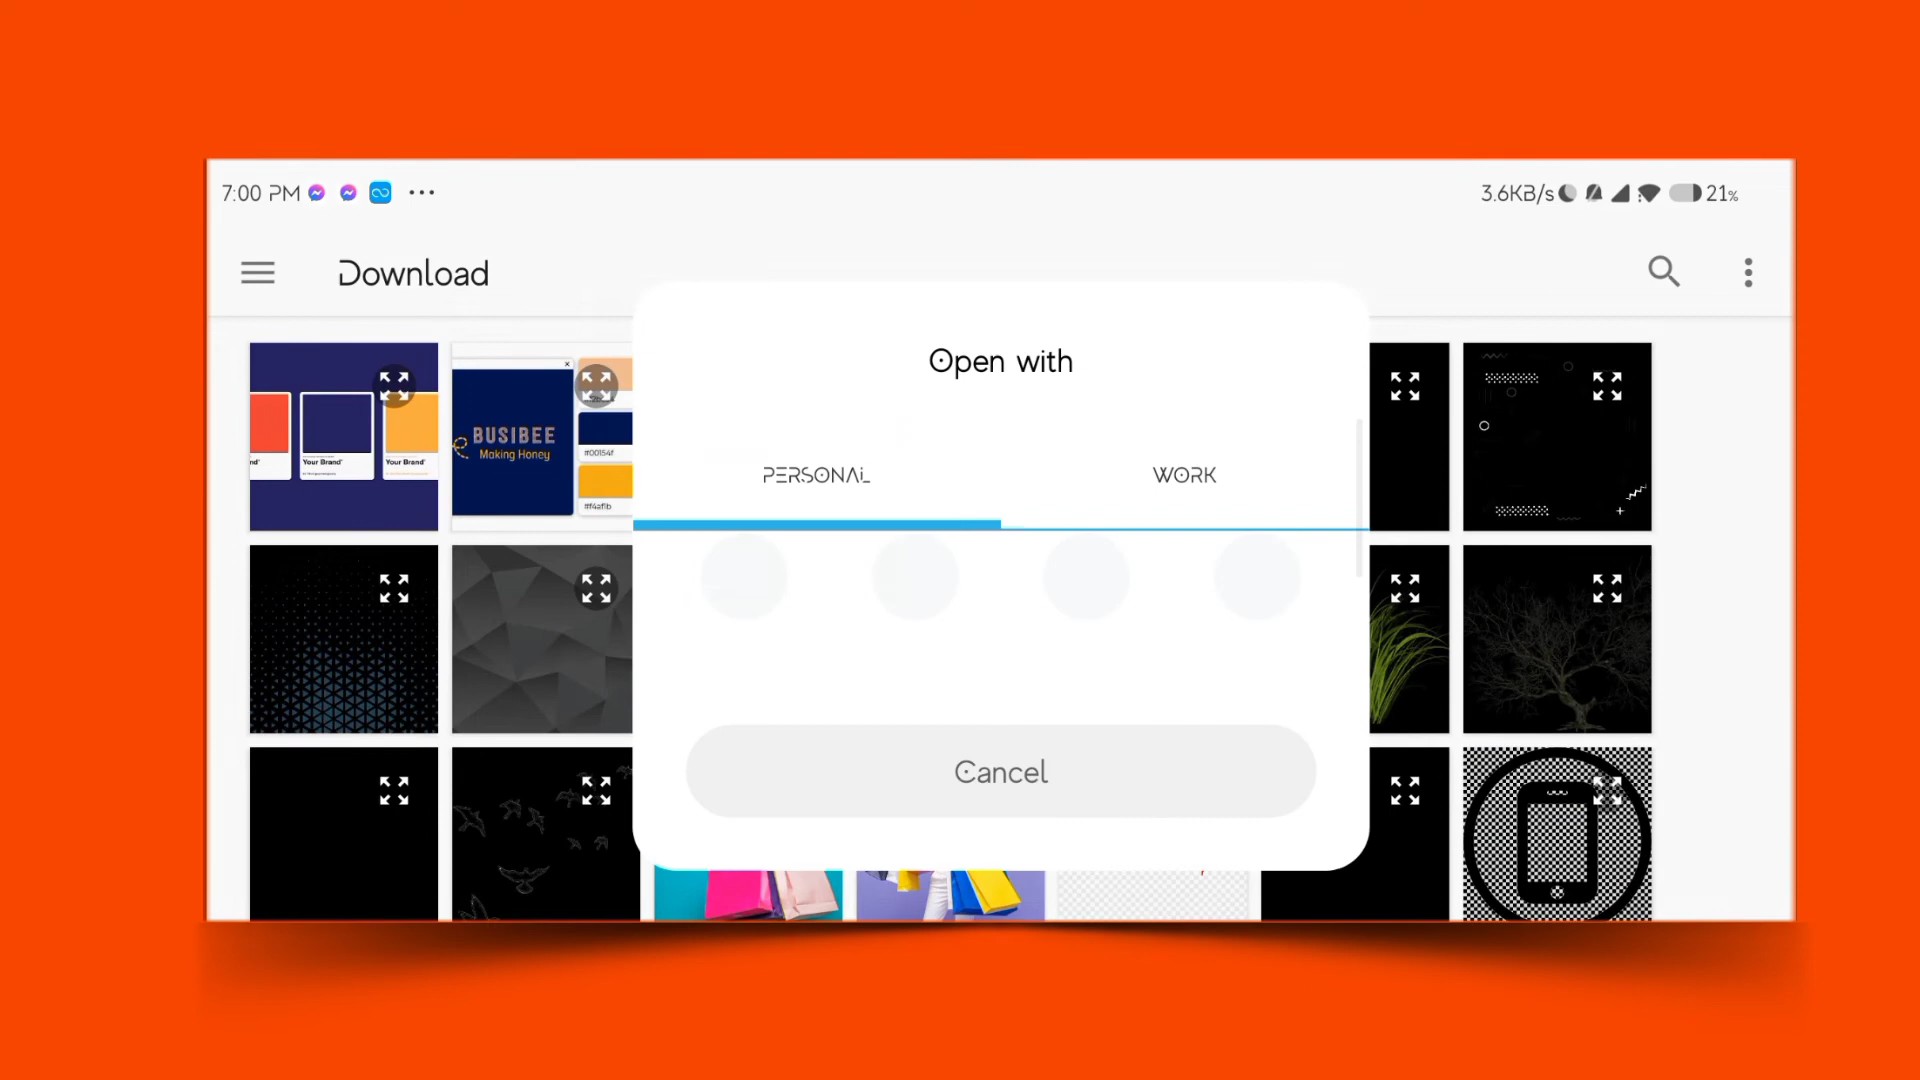 7:00 PM
3.6KB/s
21%
Download
Open with
PERSONAL
WORK
Cancel
Your Brand'
Your Brand'
BUSIBEE
Making Honey
#00154f
#f4af1b